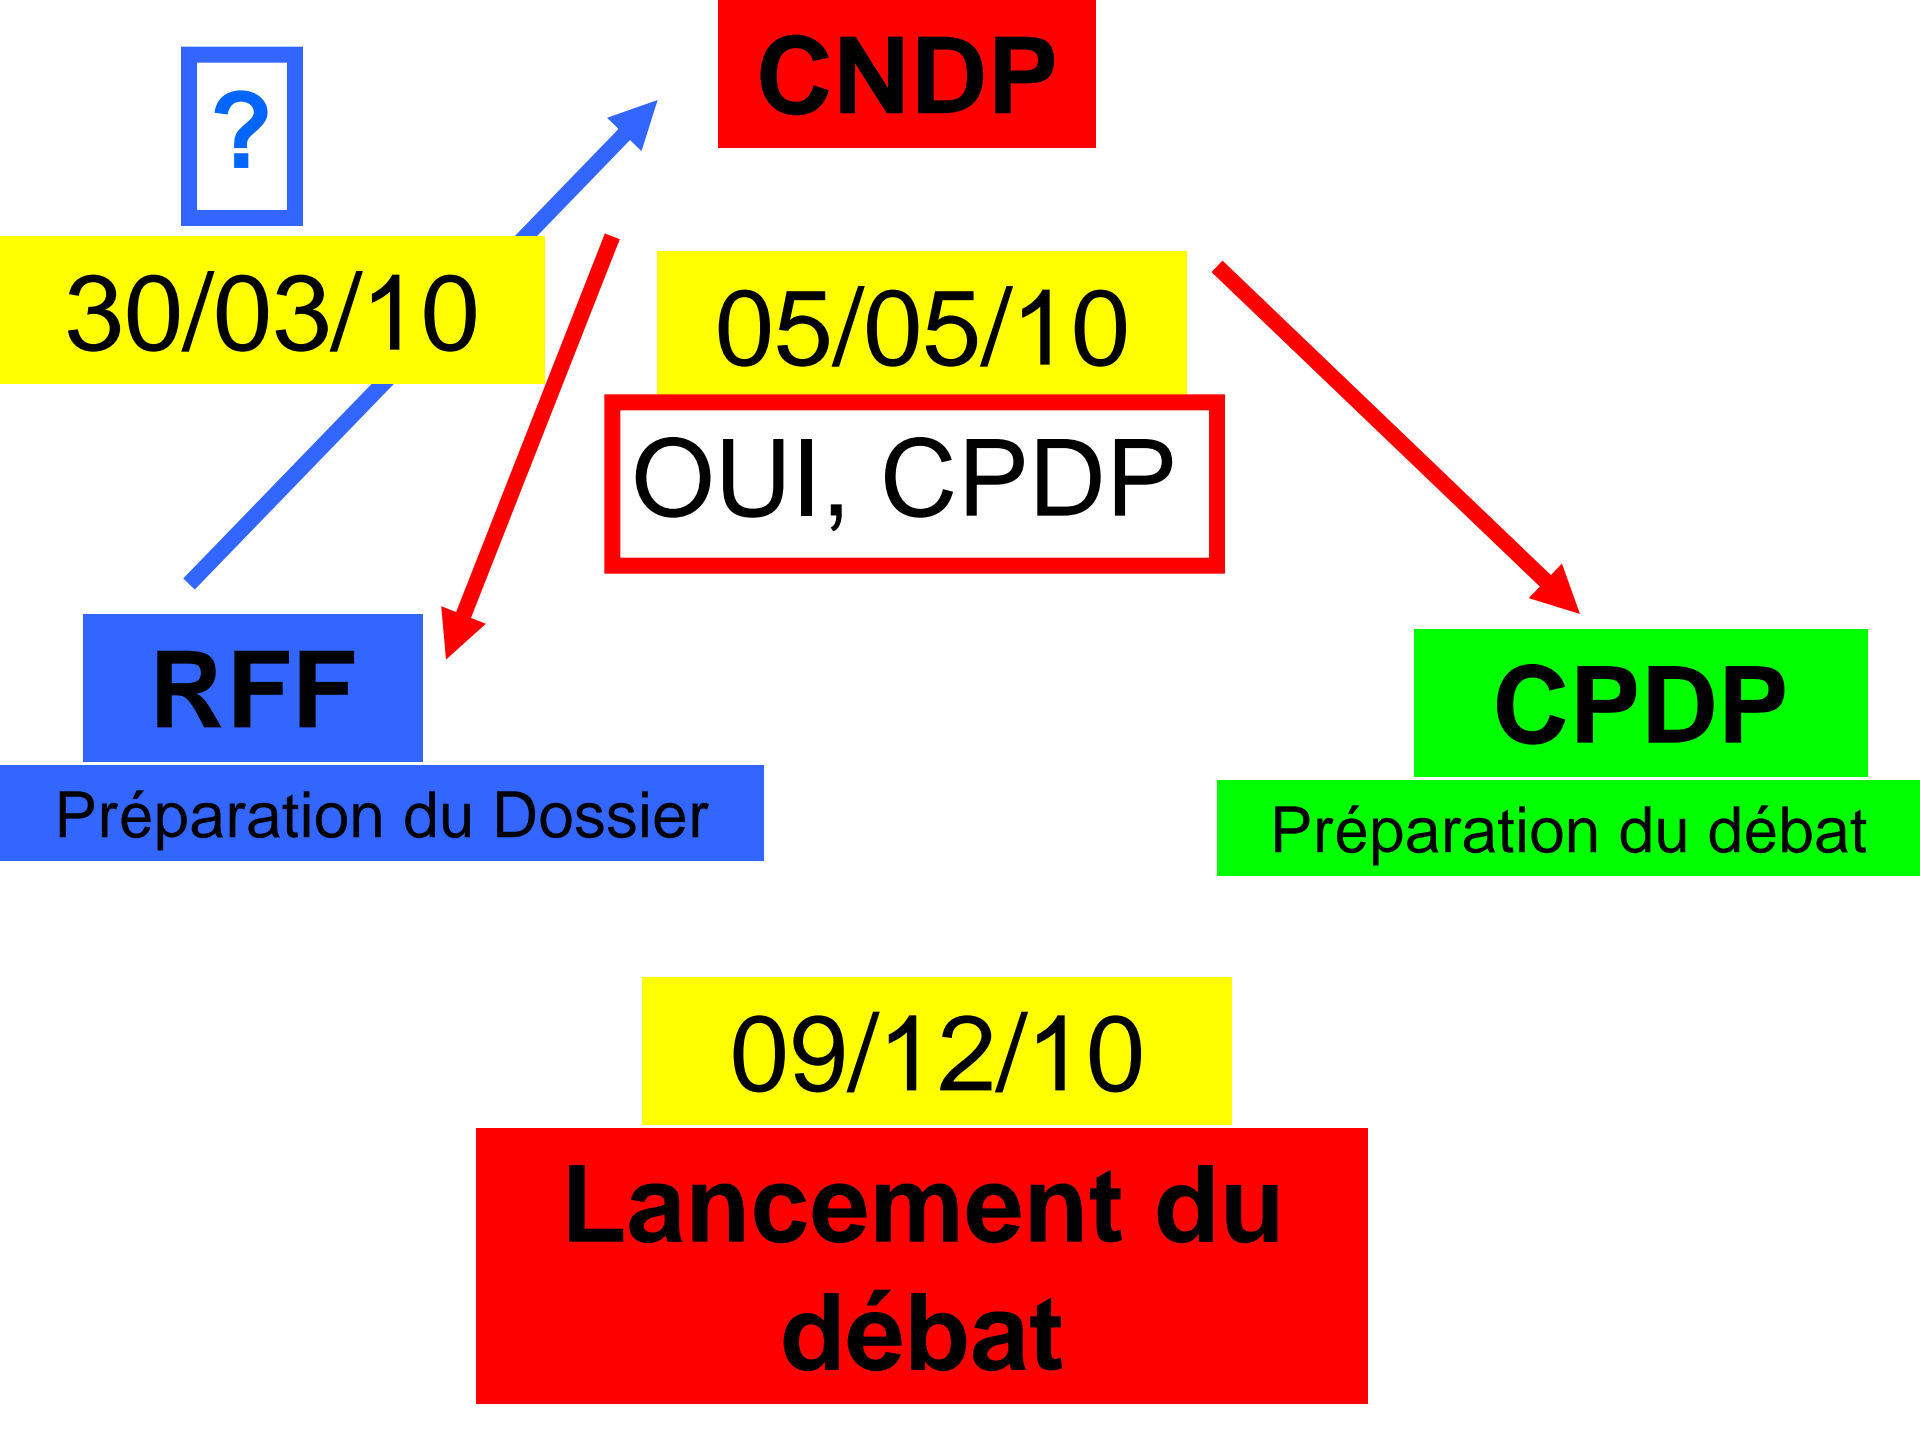 CNDP
?
30/03/10
05/05/10
OUI, CPDP
RFF
Préparation du Dossier
CPDP
Préparation du débat
09/12/10
Lancement du
débat